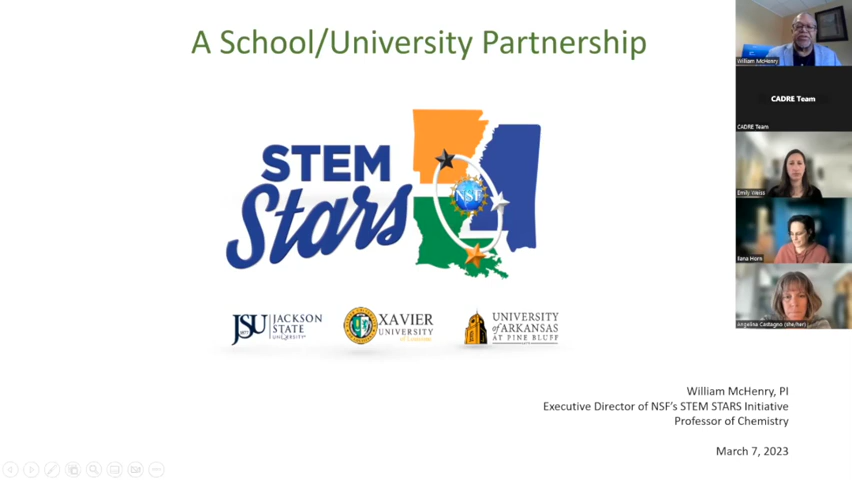 A School/University Partnership
STEM
Stars
NSF
JSU JACKSON
STATE
UNIVERSITY
XAVIER
UNIVERSITY
of Louisiana
UNIVERSITY
of ARKANSAS
AT PINE BLUFF
William McHenry, PI
Executive Director of NSF's STEM STARS Initiative
Professor of Chemistry
March 7, 2023
William McHenry
CADRE Team
CADRE Team
Emily Weiss
Ilana Horn
Angelina Castagno (she/her)